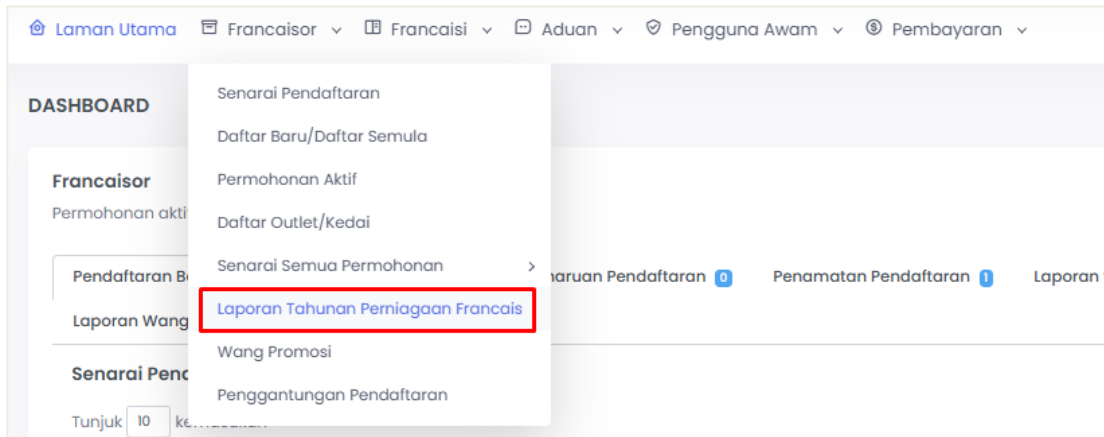 Laman Utama Francaisor Francaisi Aduan Pengguna Awam Pembayaran
Senarai Pendaftaran
DASHBOARD
Daftar Baru/Daftar Semula
Francaisor
Permohonan Aktif
Permohonan
Daftar Outlet/Kedai
Senarai Semua Permohonan
Pendaftaran Pendaftaran 0 Penamatan Pendaftaran 1 Laporan
Laporan Tahunan Perniagaan Francais
Laporan Wang
Wang Promosi
Senarai
Penggantungan Pendaftaran
Tunjuk 10